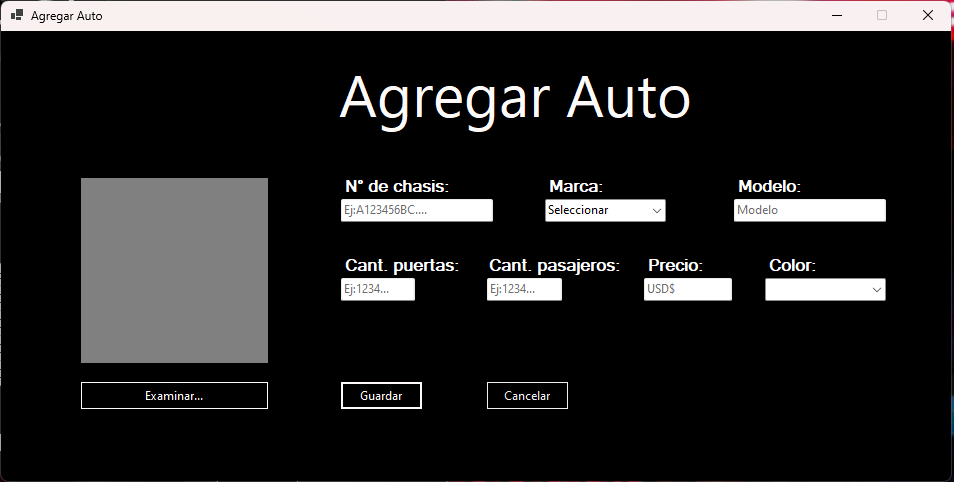 Agregar Auto
Agregar Auto
N° de chasis: Marca: Modelo:
Ej:A123456BC.... Seleccionar Modelo
Cant. puertas: Cant. pasajeros: Precio: Color:
Ej:1234... Ej:1234... USD$
Examinar... Guardar Cancelar